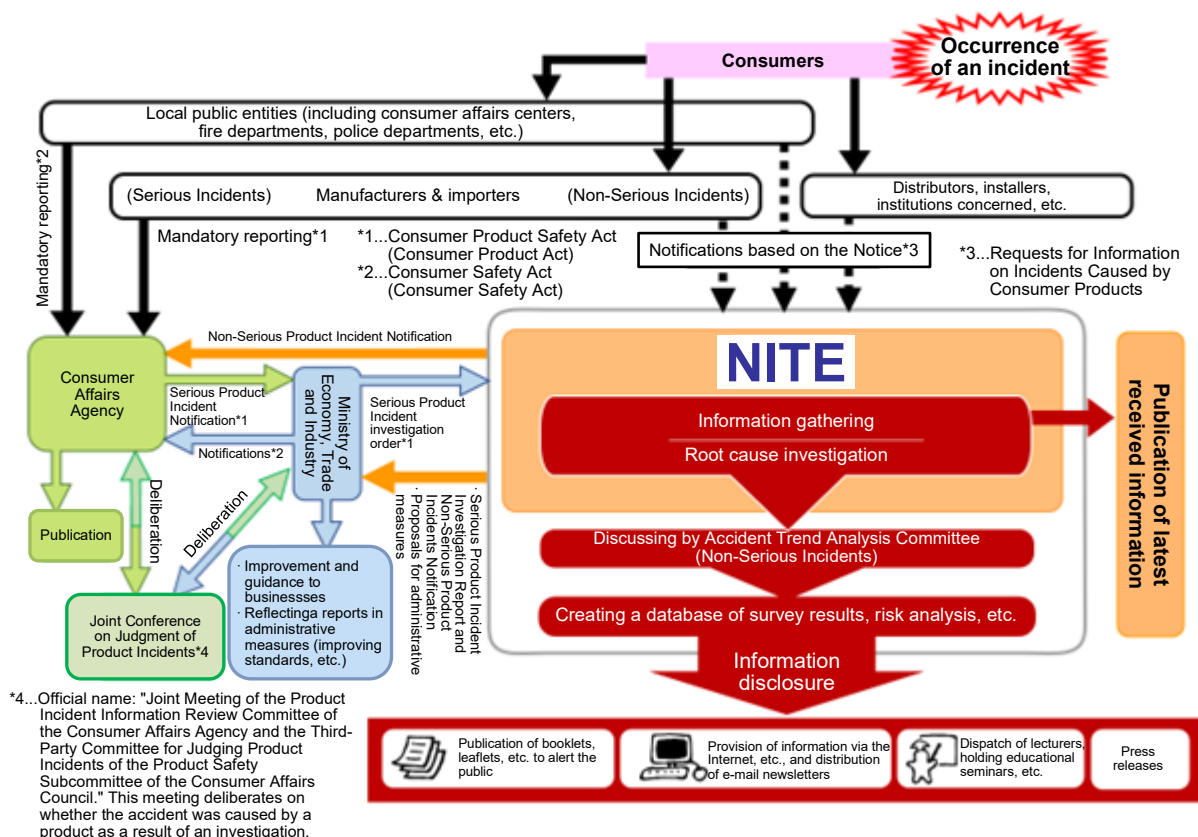 Occurrence
of an incident
Consumers
Local public entities (including consumer affairs centers,
fire departments, police departments, etc.)
Mandatory reporting*2
(Serious Incidents) Manufacturers & importers (Non-Serious Incidents)
Distributors, installers,
institutions concerned, etc.
Mandatory reporting*1
*1...Consumer Product Safety Act
(Consumer Product Act)
*2...Consumer Safety Act
(Consumer Safety Act)
Notifications based on the Notice*3
*3...Requests for Information
on Incidents Caused by
Consumer Products
Non-Serious Product Incident Notification
Consumer
Affairs
Agency
Serious Product
Incident
Notification*1
Notifications*2
Ministry of
Economy, Trade
and Industry
Serious Product
Incident
investigation
order*1
NITE
Information gathering
Root cause investigation
Publication of latest
received information
Publication
Deliberation
Deliberation
· Serious Product Incident
Investigation Report and
Non-Serious Product
Incidents Notification
· Proposals for administrative
measures
Discussing by Accident Trend Analysis Committee
(Non-Serious Incidents)
· Improvement and
guidance to
businessses
· Reflectinga reports in
administrative
measures (improving
standards, etc.)
Joint Conference
on Judgment of
Product Incidents*4
Creating a database of survey results, risk analysis, etc.
Information
disclosure
*4...Official name: "Joint Meeting of the Product
Incident Information Review Committee of
the Consumer Affairs Agency and the Third-
Party Committee for Judging Product
Incidents of the Product Safety
Subcommittee of the Consumer Affairs
Council." This meeting deliberates on
whether the accident was caused by a
product as a result of an investigation.
Publication of booklets,
leaflets, etc. to alert the
public
Provision of information via the
Internet, etc., and distribution
of e-mail newsletters
Dispatch of lecturers,
holding educational
seminars, etc.
Press
releases